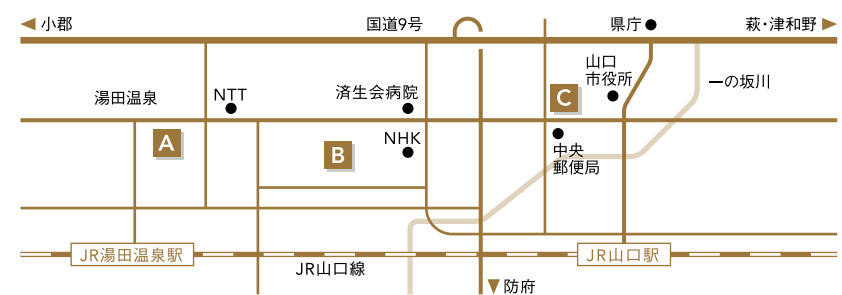 小郡
国道9号
県庁
萩・津和野
山口
市役所
一の坂川
湯田温泉
NTT
済生会病院
C
A
B
NHK
中央
郵便局
JR湯田温泉駅
JR山口線
JR山口駅
防府